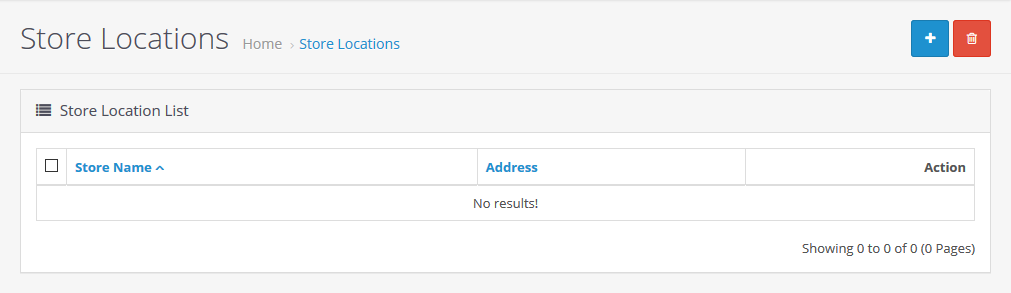 Store Locations Home › Store Locations
Store Location List
Store Name Address Action
No results!
Showing 0 to 0 of 0 (0 Pages)